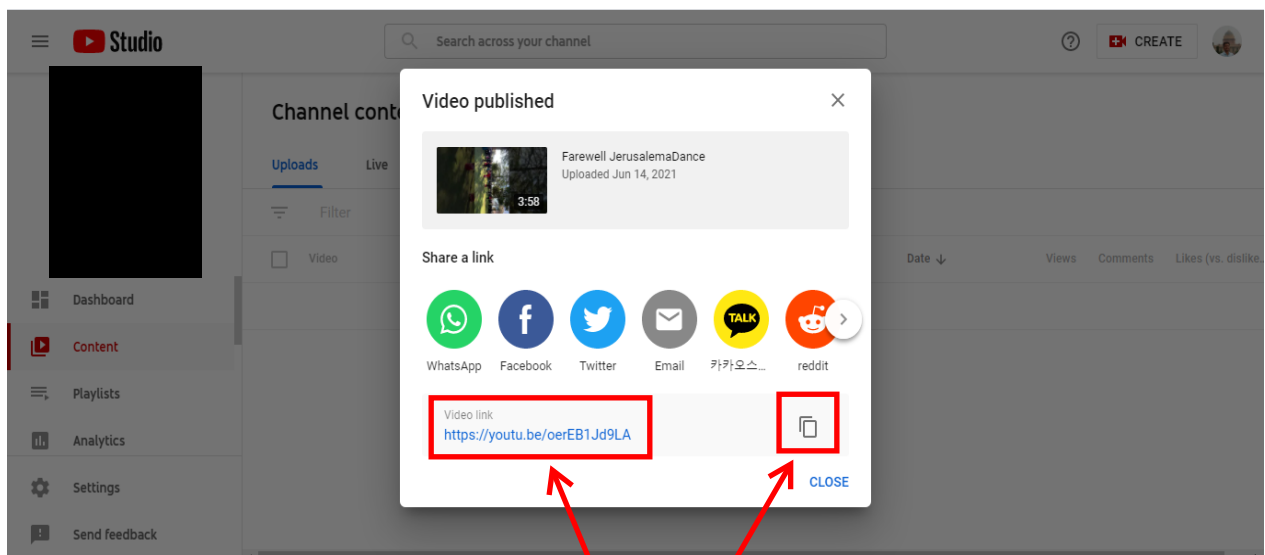 Studio
Search across your channel
CREATE
Channel conte
Uploads Live
Filter
Video Date Views Comments Likes (vs. dislike...
Dashboard
Content
Playlists
Analytics
Settings
Send feedback
Video published
3:58
Farewell JerusalemaDance
Uploaded Jun 14, 2021
Share a link
TALK
WhatsApp Facebook Twitter Email 카카오스... reddit
Video link
https://youtu.be/oerEB1Jd9LA
CLOSE